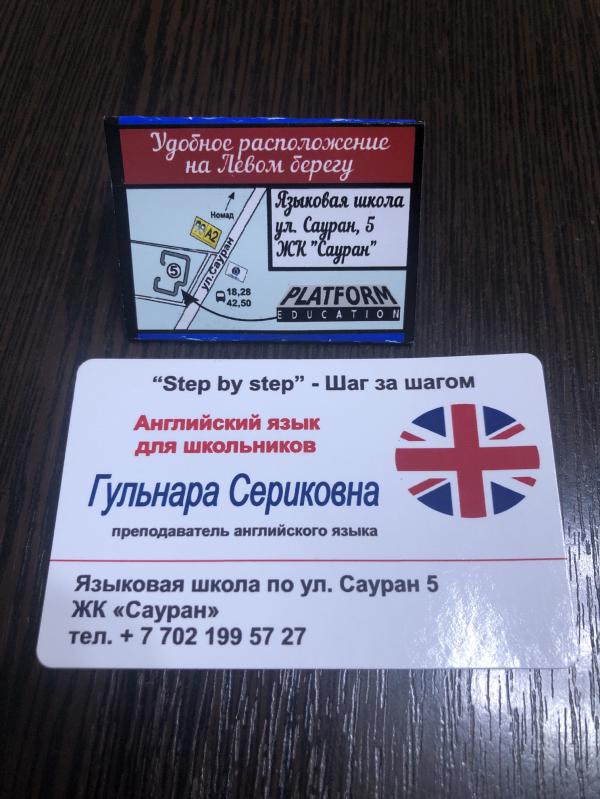 Удобное расположение
на Левом берегу
Языковая школа
ул. Сауран, 5
ЖК "Сауран"
Номад
А2
ул.Сауран
5
18,28
42,50
PLATFORM
EDUCATION
“Step by step” - Шаг за шагом
Английский язык
для школьников
Гульнара Сериковна
преподаватель английского языка
Языковая школа по ул. Сауран 5
ЖК «Сауран»
тел. + 7 702 199 57 27